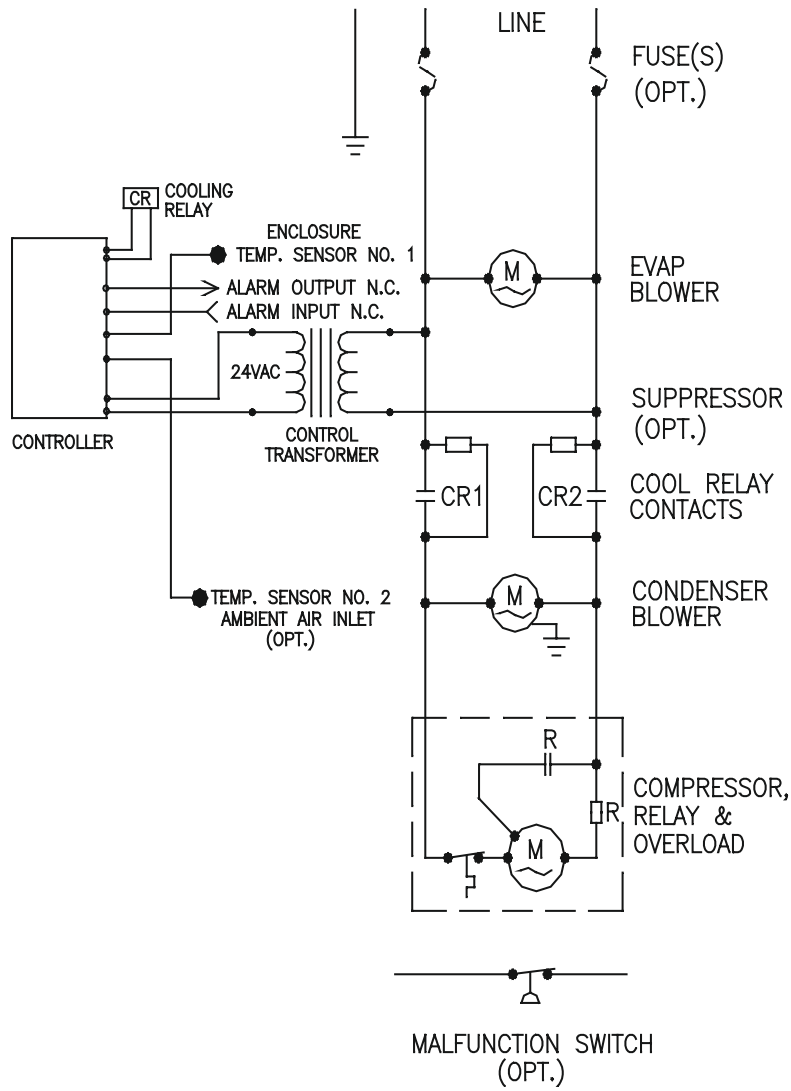 LINE
FUSE(S)
(OPT.)
CR
COOLING
RELAY
ENCLOSURE
TEMP. SENSOR NO. 1
ALARM OUTPUT N.C.
ALARM INPUT N.C.
M
EVAP
BLOWER
24VAC
CONTROLLER
CONTROL
TRANSFORMER
SUPPRESSOR
(OPT.)
CR1
CR2
COOL RELAY
CONTACTS
TEMP. SENSOR NO. 2
AMBIENT AIR INLET
(OPT.)
M
CONDENSER
BLOWER
R
R
M
COMPRESSOR,
RELAY &
OVERLOAD
MALFUNCTION SWITCH
(OPT.)